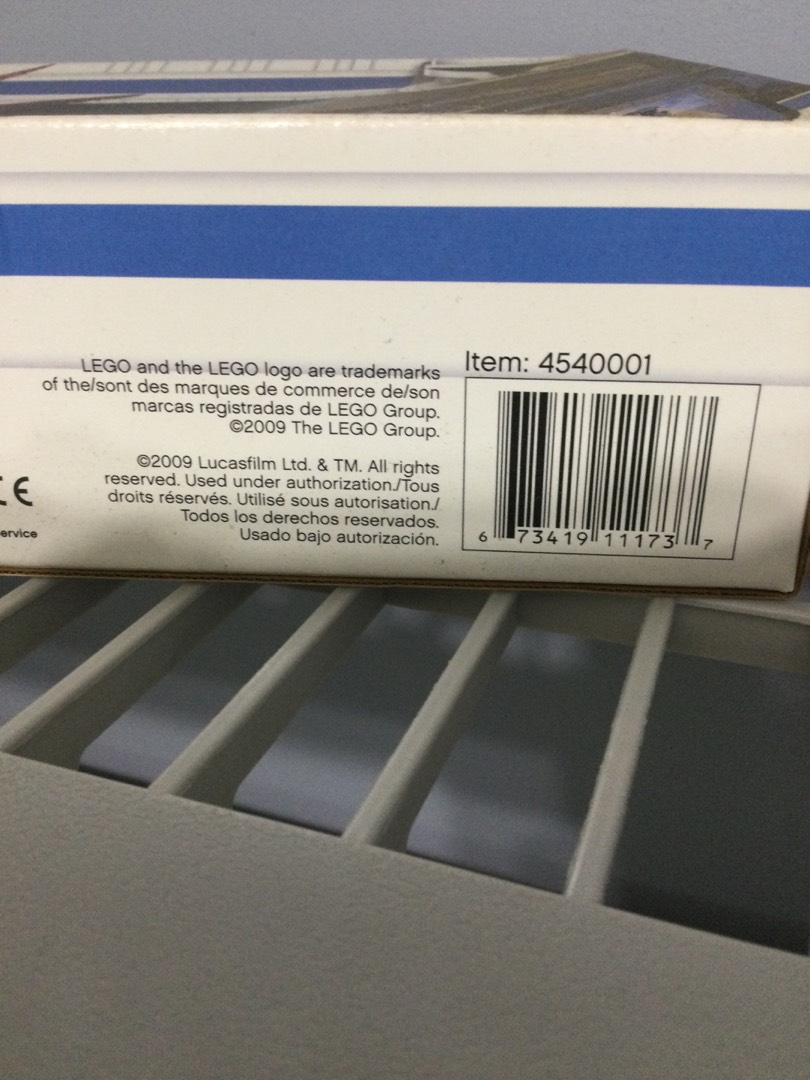 LEGO and the LEGO logo are trademarks
of the/sont des marques de commerce de/son
marcas registradas de LEGO Group.
©2009 The LEGO Group.
©2009 Lucasfilm Ltd. & TM. All rights
reserved. Used under authorization./Tous
droits réservés. Utilisé sous autorisation./
Todos los derechos reservados.
Usado bajo autorización.
CE
ervice
Item: 4540001
6 73419 11173 7